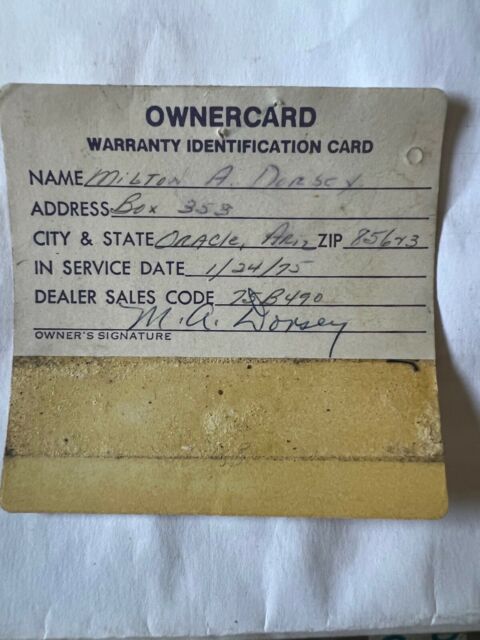 OWNERCARD
WARRANTY IDENTIFICATION CARD
NAME Milton A. Dorsey
ADDRESS Box 353
CITY & STATE Oracle, Ariz ZIP 85623
IN SERVICE DATE 1/24/75
DEALER SALES CODE 73B490
M. A. Dorsey
OWNER'S SIGNATURE